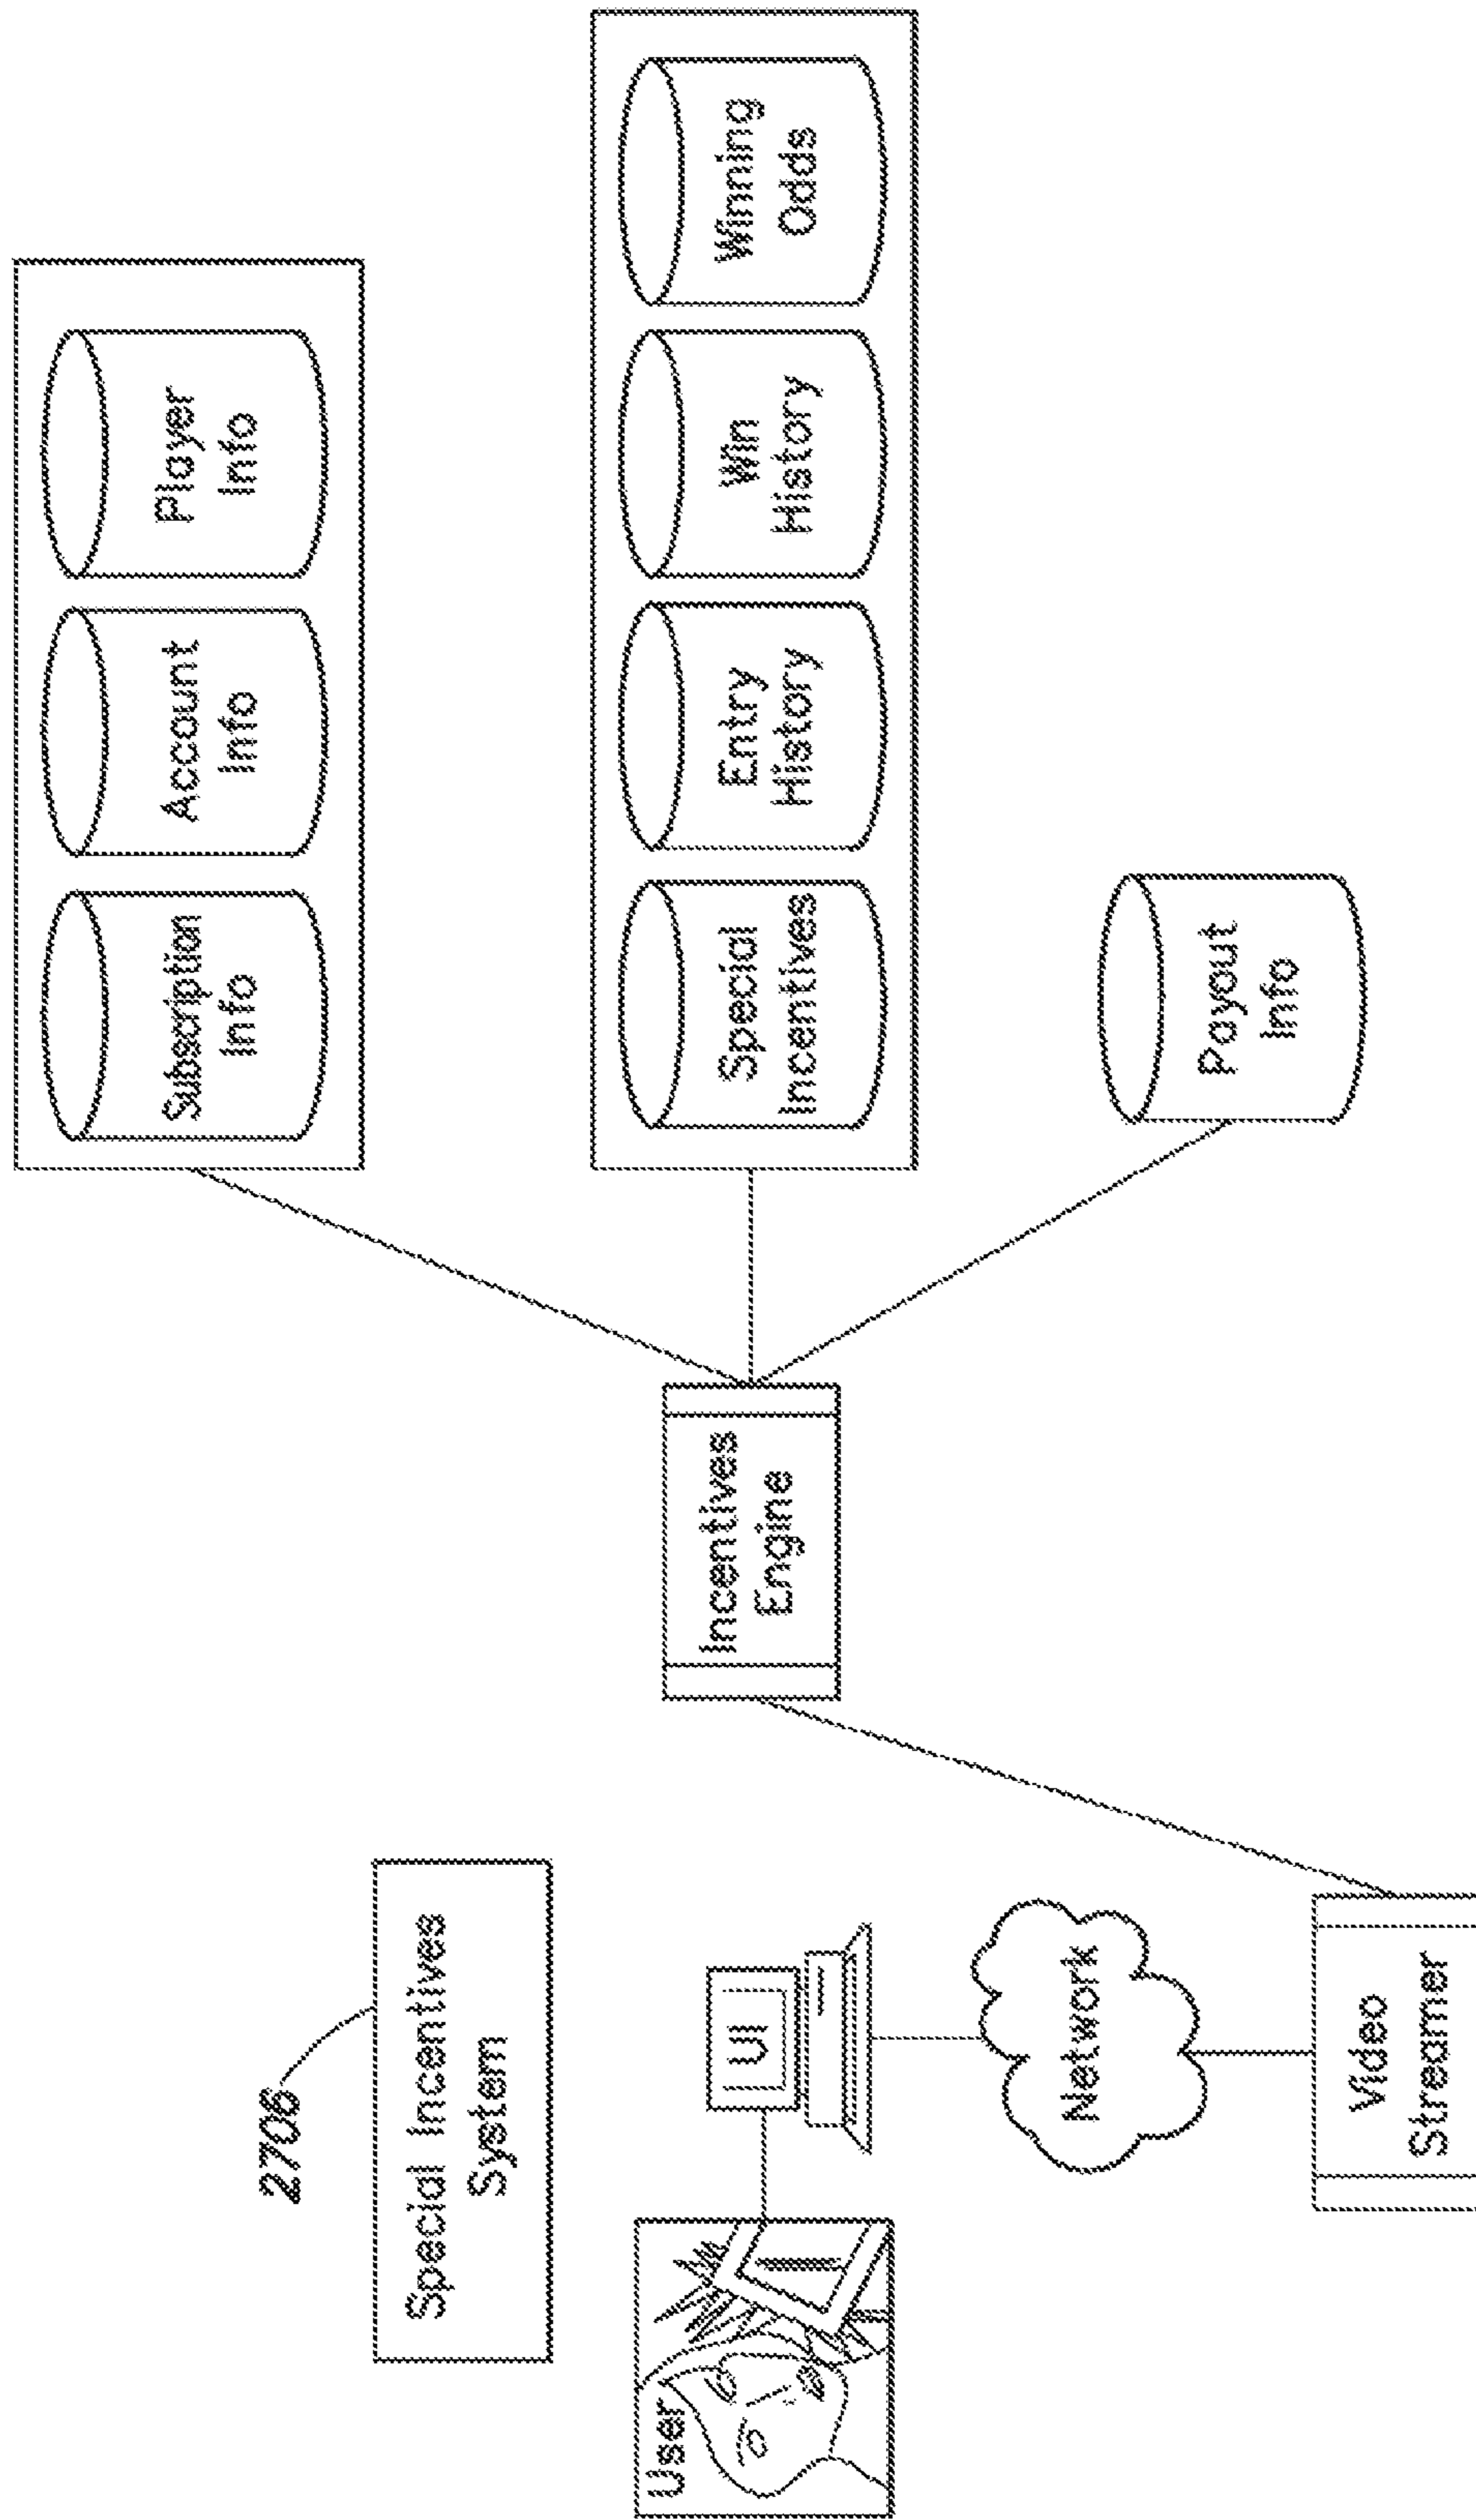 2706
Special Incentives
System
User
UI
Network
Video
Streamer
Incentives
Engine
Subscription
Info
Account
Info
Player
Info
Special
Incentives
Entry
History
Win
History
Winning
Odds
Payout
Info